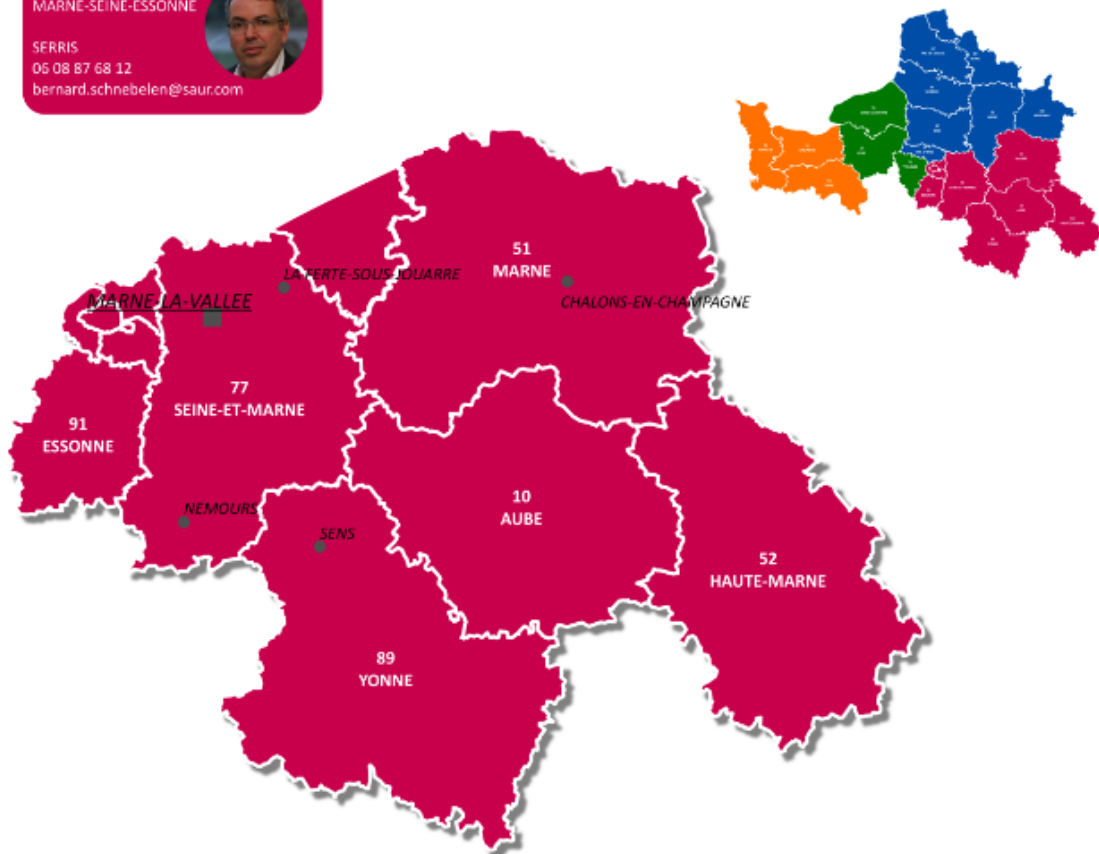 MARNE-SEINE-ESSONNE
SERRIS
06 08 87 68 12
bernard.schnebelen@saur.com
51
MARNE
LA-FERTE-SOUS-JOUARRE
CHALONS-EN-CHAMPAGNE
MARNE-LA-VALLEE
77
SEINE-ET-MARNE
91
ESSONNE
10
AUBE
NEMOURS
SENS
52
HAUTE-MARNE
89
YONNE